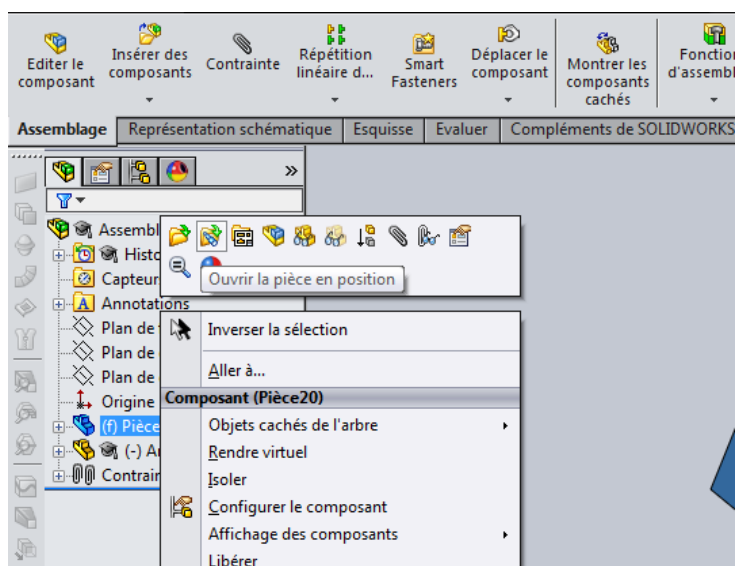 Editer le
composant
Insérer des
composants
Contrainte
Répétition
linéaire d...
Smart
Fasteners
Déplacer le
composant
Montrer les
composants
cachés
Fonction
d'assembl
Assemblage Représentation schématique Esquisse Evaluer Compléments de SOLIDWORKS
»
Assembl
Histo
Capteur
Ouvrir la pièce en position
A Annotations
Plan de
Inverser la sélection
Plan de
Plan de
Aller à...
Origine
Composant (Pièce20)
(f) Pièce
Objets cachés de l'arbre
(-) A
Rendre virtuel
Contrain
Isoler
Configurer le composant
Affichage des composants
Libérer